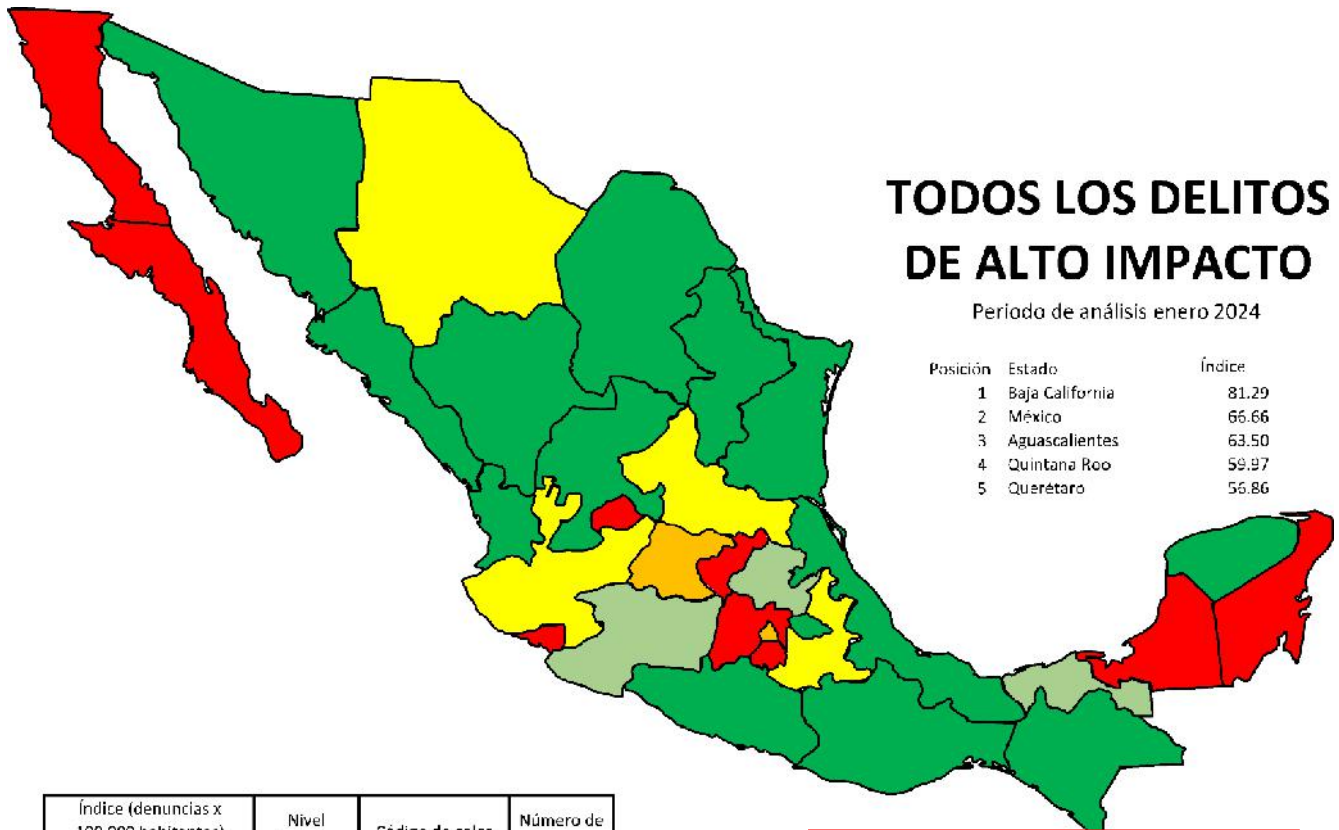 TODOS LOS DELITOS
DE ALTO IMPACTO
Período de análisis enero 2024
Posición Estado Índice
1 Baja California 81.29
2 México 66.66
3 Aguascalientes 63.50
4 Quintana Roo 59.97
5 Querétaro 56.86
Índice (denuncias x Nivel Número de